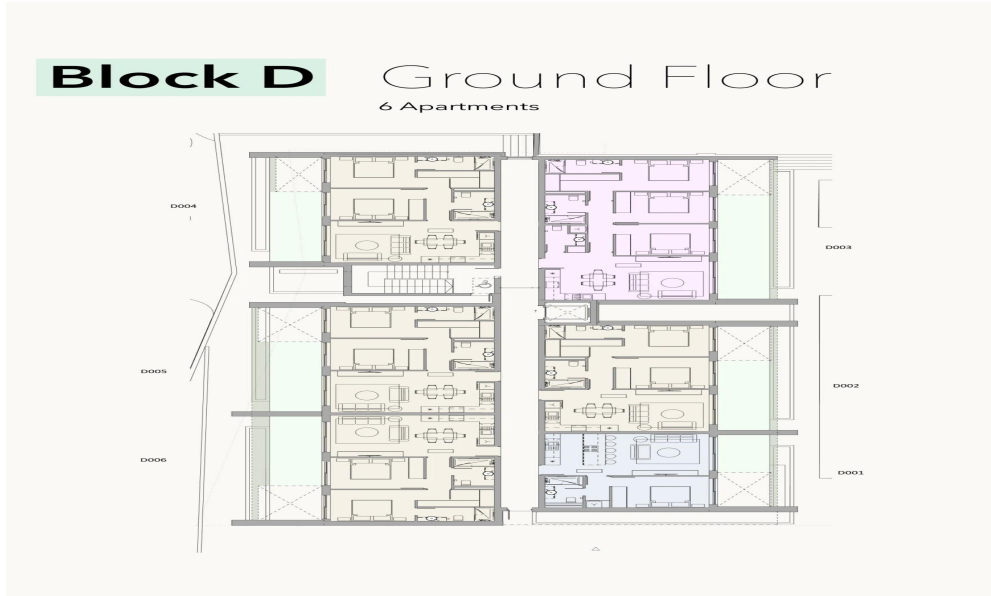 Block D Ground Floor
6 Apartments
D004
D003
D005
D002
D006
D001